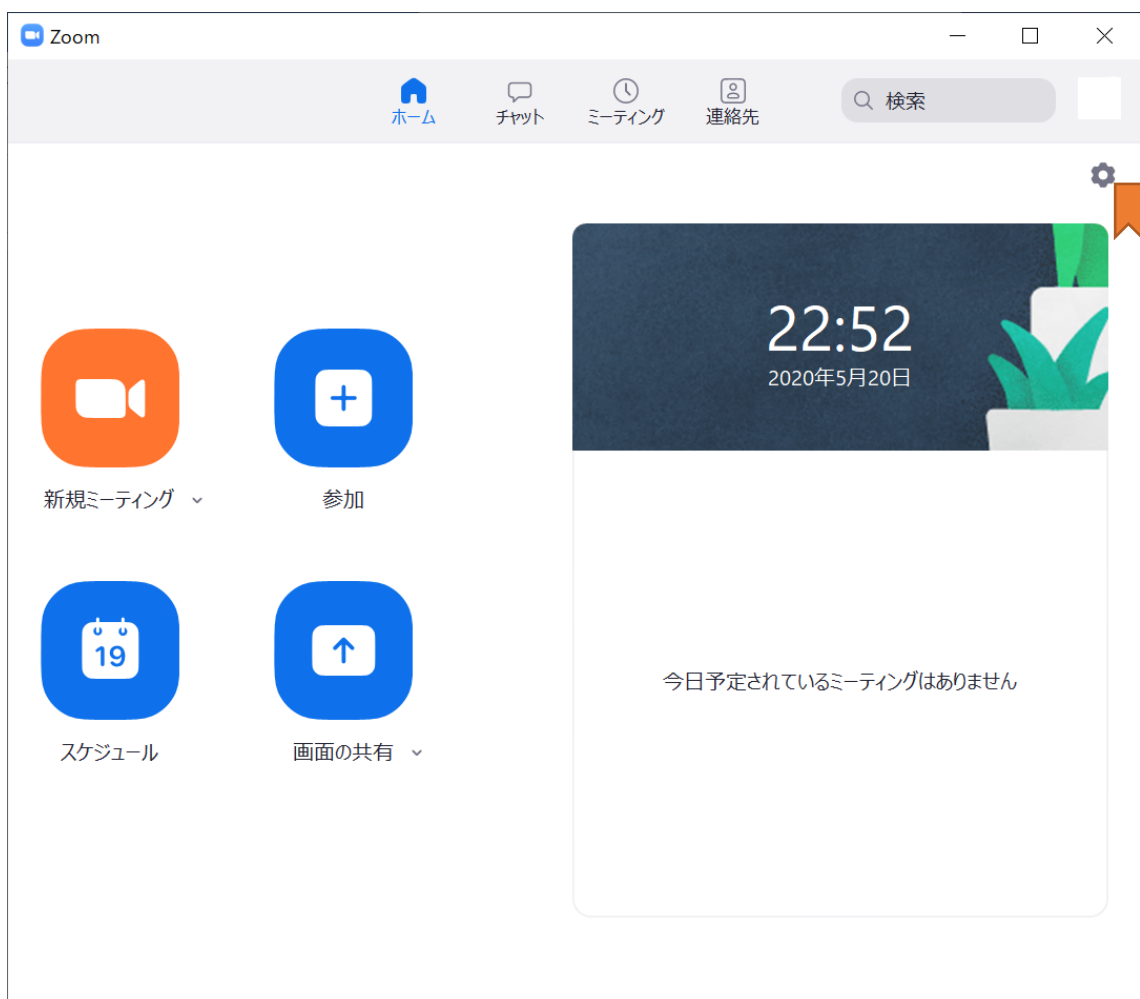 Zoom
ホーム
チャット
ミーティング
連絡先
検索
22:52
2020年5月20日
新規ミーティング
参加
19
スケジュール
画面の共有
今日予定されているミーティングはありません